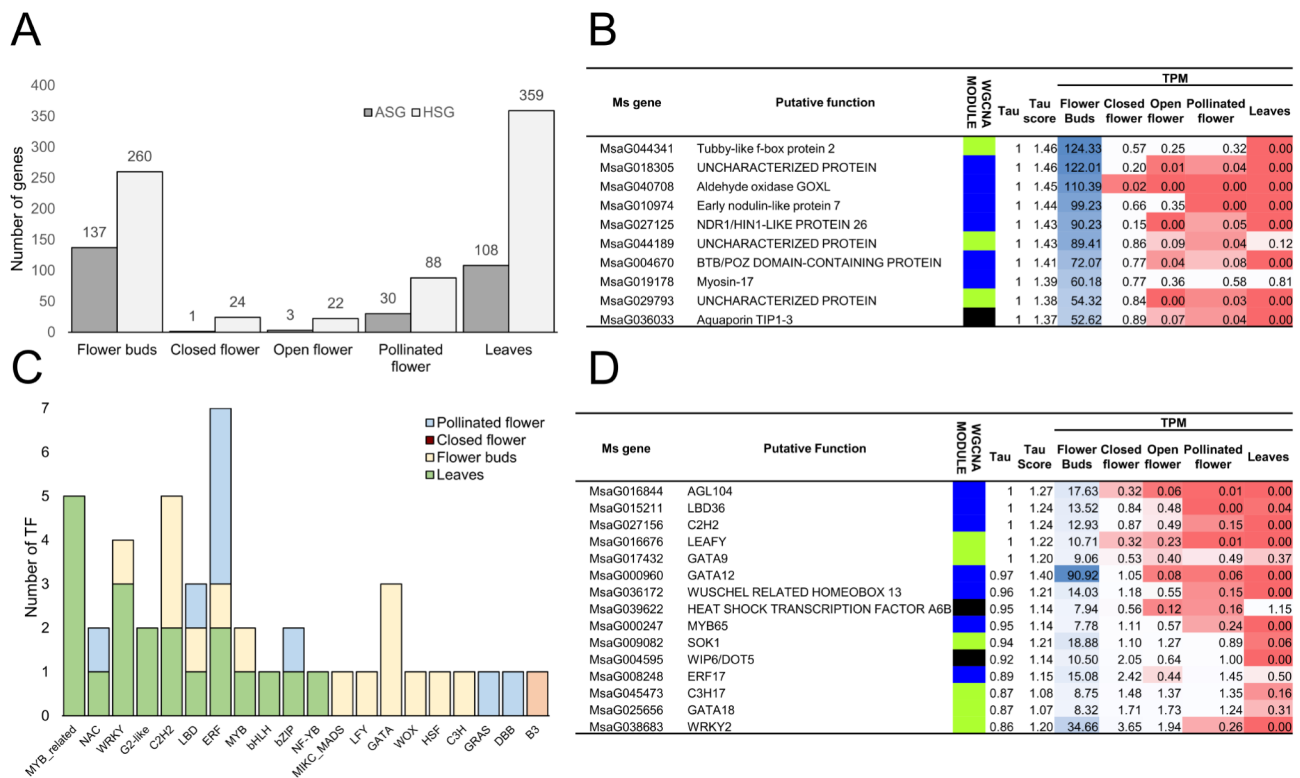 A
Number of genes
400
350
300
250
200
150
100
50
0
ASG HSG
137 260
1 24
3 22
30 88
108 359
Flower buds
Closed flower
Open flower
Pollinated flower
Leaves
B
TPM
Ms gene Putative function WGCNA MODULE Tau Tau score Flower Buds Closed flower Open flower Pollinated flower Leaves
MsaG044341 Tubby-like f-box protein 2 1 1.46 124.33 0.57 0.25 0.32 0.00
MsaG018305 UNCHARACTERIZED PROTEIN 1 1.46 122.01 0.20 0.01 0.04 0.00
MsaG040708 Aldehyde oxidase GOXL 1 1.45 110.39 0.02 0.00 0.00 0.00
MsaG010974 Early nodulin-like protein 7 1 1.44 99.23 0.66 0.35 0.00 0.00
MsaG027125 NDR1/HIN1-LIKE PROTEIN 26 1 1.43 90.23 0.15 0.00 0.05 0.00
MsaG044189 UNCHARACTERIZED PROTEIN 1 1.43 89.41 0.86 0.09 0.04 0.12
MsaG004670 BTB/POZ DOMAIN-CONTAINING PROTEIN 1 1.41 72.07 0.77 0.04 0.08 0.00
MsaG019178 Myosin-17 1 1.39 60.18 0.77 0.36 0.58 0.81
MsaG029793 UNCHARACTERIZED PROTEIN 1 1.38 54.32 0.84 0.00 0.03 0.00
MsaG036033 Aquaporin TIP1-3 1 1.37 52.62 0.89 0.07 0.04 0.00
C
Number of TF
7
6
5
4
3
2
1
0
Pollinated flower
Closed flower
Flower buds
Leaves
MYB_related
NAC
WRKY
G2-like
C2H2
LBD
ERF
MYB
bHLH
bZIP
NF-YB
MIKC_MADS
LFY
GATA
WOX
HSF
C3H
GRAS
DBB
B3
D
TPM
Ms gene Putative Function WGCNA MODULE Tau Tau Score Flower Buds Closed flower Open flower Pollinated flower Leaves
MsaG016844 AGL104 1 1.27 17.63 0.32 0.06 0.01 0.00
MsaG015211 LBD36 1 1.24 13.52 0.84 0.48 0.00 0.04
MsaG027156 C2H2 1 1.24 12.93 0.87 0.49 0.15 0.00
MsaG016676 LEAFY 1 1.22 10.71 0.32 0.23 0.01 0.00
MsaG017432 GATA9 1 1.20 9.06 0.53 0.40 0.49 0.37
MsaG000960 GATA12 0.97 1.40 90.92 1.05 0.08 0.06 0.00
MsaG036172 WUSCHEL RELATED HOMEOBOX 13 0.96 1.21 14.03 1.18 0.55 0.15 0.00
MsaG039622 HEAT SHOCK TRANSCRIPTION FACTOR A6B 0.95 1.14 7.94 0.56 0.12 0.16 1.15
MsaG000247 MYB65 0.95 1.14 7.78 1.11 0.57 0.24 0.00
MsaG009082 SOK1 0.94 1.21 18.88 1.10 1.27 0.89 0.06
MsaG004595 WIP6/DOT5 0.92 1.14 10.50 2.05 0.64 1.00 0.00
MsaG008248 ERF17 0.89 1.15 15.08 2.42 0.44 1.45 0.50
MsaG045473 C3H17 0.87 1.08 8.75 1.48 1.37 1.35 0.16
MsaG025656 GATA18 0.87 1.07 8.32 1.71 1.73 1.24 0.31
MsaG038683 WRKY2 0.86 1.20 34.66 3.65 1.94 0.26 0.00